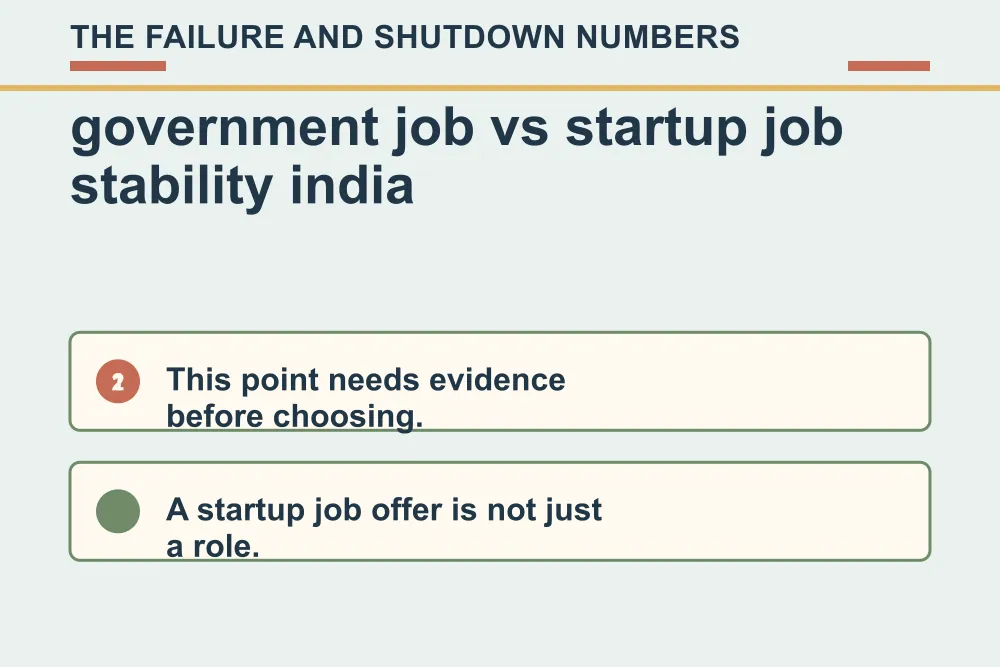 THE FAILURE AND SHUTDOWN NUMBERS
government job vs startup job
stability india
2
This point needs evidence
before choosing.
A startup job offer is not just
a role.